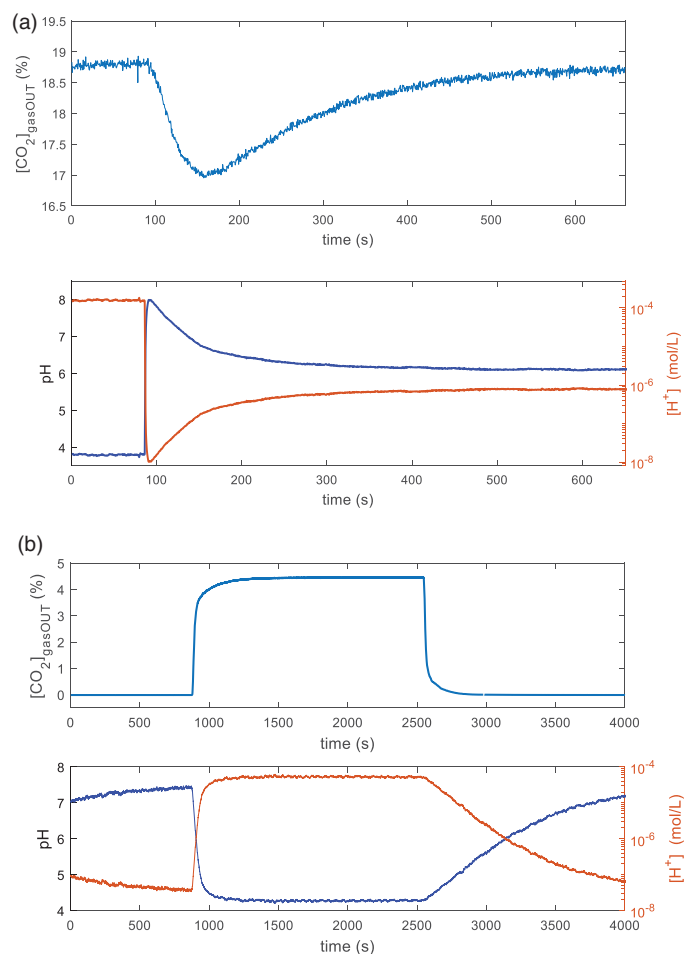 (a)
[CO2]gasOUT (%)
19.5
19
18.5
18
17.5
17
16.5
0 100 200 300 400 500 600
time (s)
pH
8
7
6
5
4
10-4
10-6
10-8
[H+] (mol/L)
0 100 200 300 400 500 600
time (s)
(b)
[CO2]gasOUT (%)
5
4
3
2
1
0
0 500 1000 1500 2000 2500 3000 3500 4000
time (s)
pH
8
7
6
5
4
10-4
10-6
10-8
[H+] (mol/L)
0 500 1000 1500 2000 2500 3000 3500 4000
time (s)